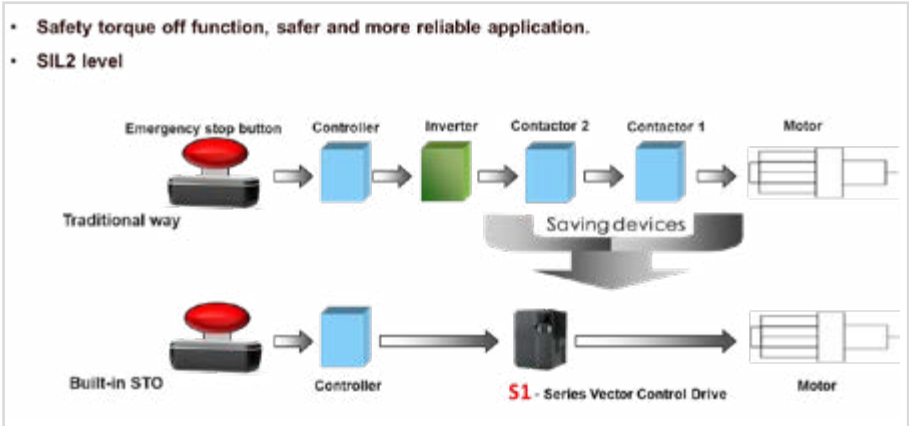 • Safety torque off function, safer and more reliable application.
• SIL2 level
Emergency stop button Controller Inverter Contactor 2 Contactor 1 Motor
Traditional way
Saving devices
Built-in STO
Controller
S1 - Series Vector Control Drive
Motor